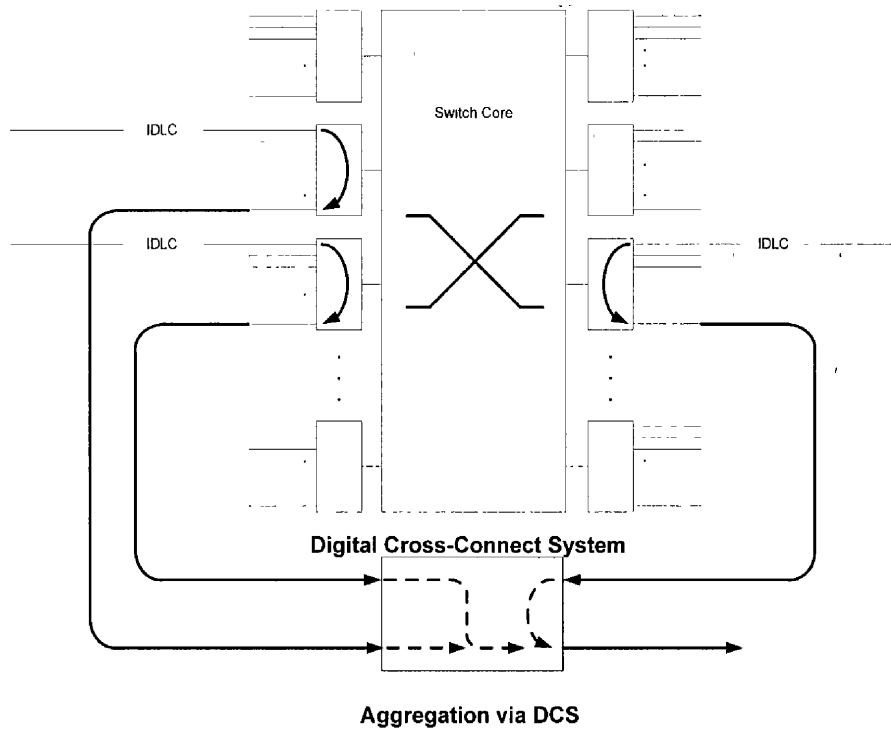 Switch Core
IDLC
IDLC
IDLC
Digital Cross-Connect System
Aggregation via DCS